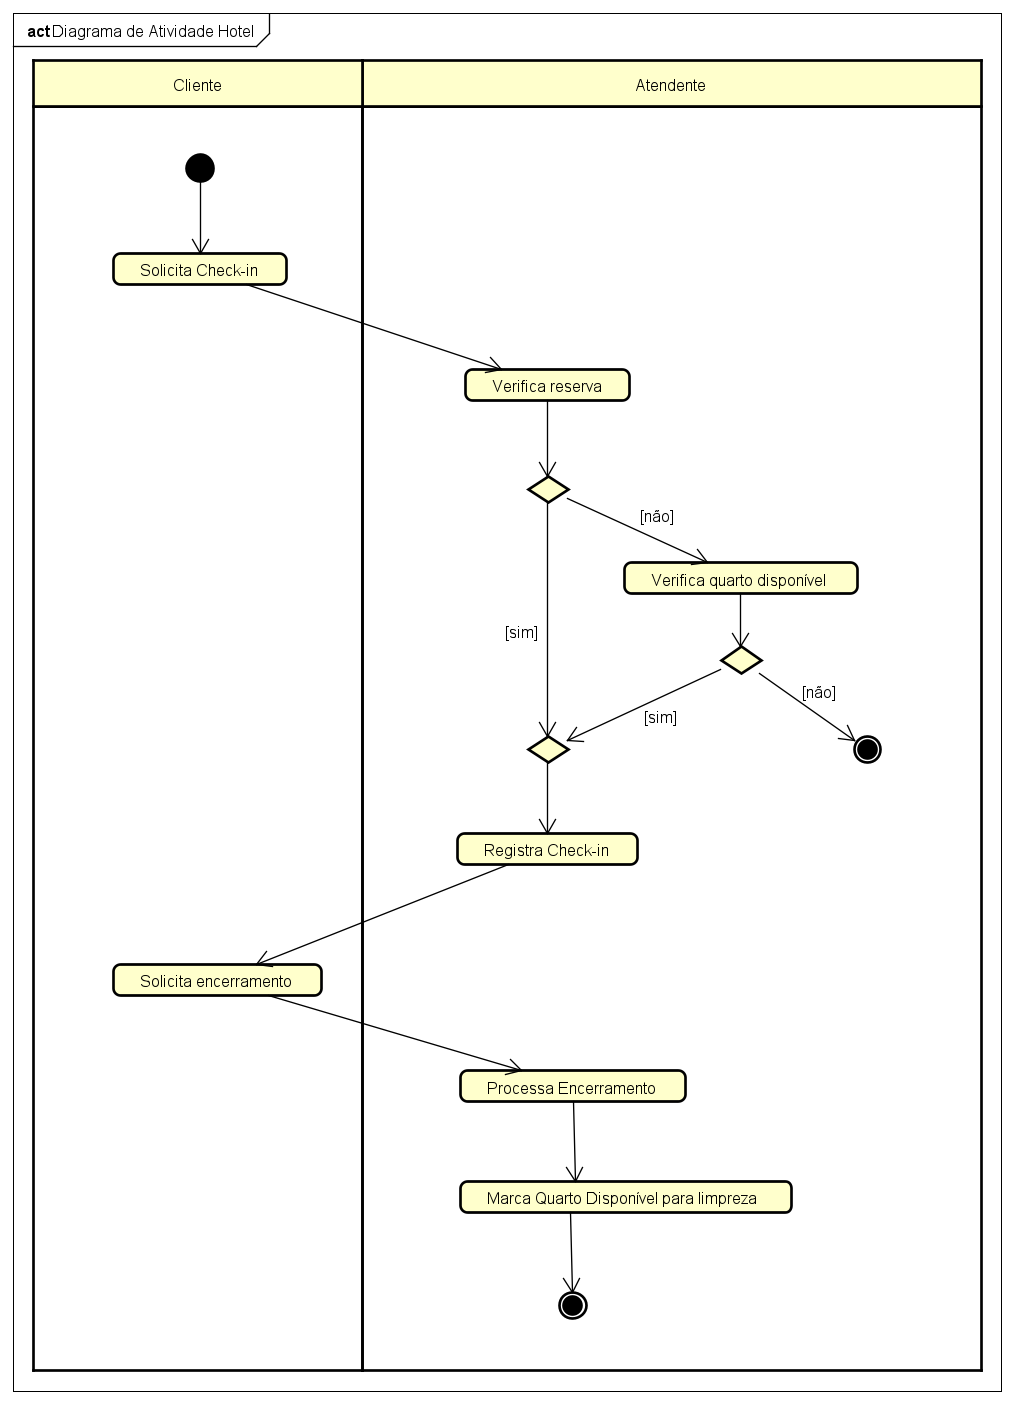 act Diagrama de Atividade Hotel
Cliente
Atendente
Solicita Check-in
Verifica reserva
[não]
Verifica quarto disponível
[sim]
[não]
[sim]
Registra Check-in
Solicita encerramento
Processa Encerramento
Marca Quarto Disponível para limpreza